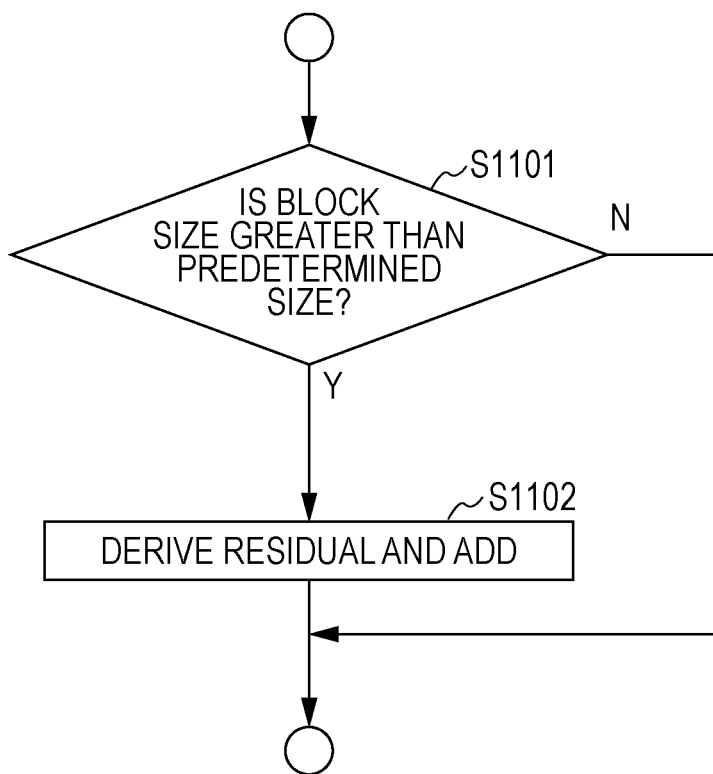 S1101
IS BLOCK
SIZE GREATER THAN
PREDETERMINED
SIZE?
N
Y
S1102
DERIVE RESIDUAL AND ADD